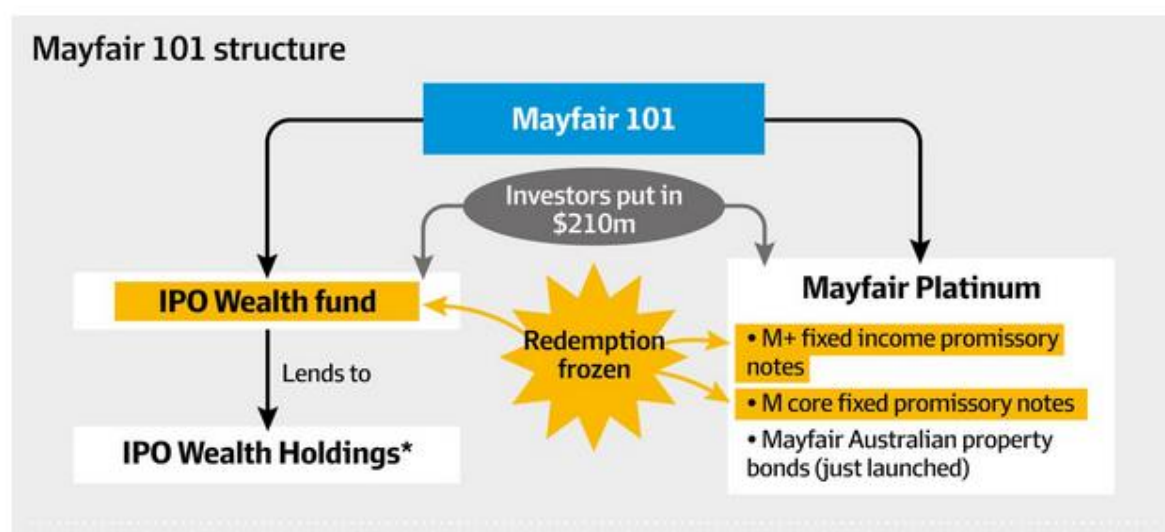 Mayfair 101 structure
Mayfair 101
Investors put in
$210m
IPO Wealth fund
Lends to
IPO Wealth Holdings*
Redemption
frozen
Mayfair Platinum
• M+ fixed income promissory
notes
• M core fixed promissory notes
• Mayfair Australian property
bonds (just launched)